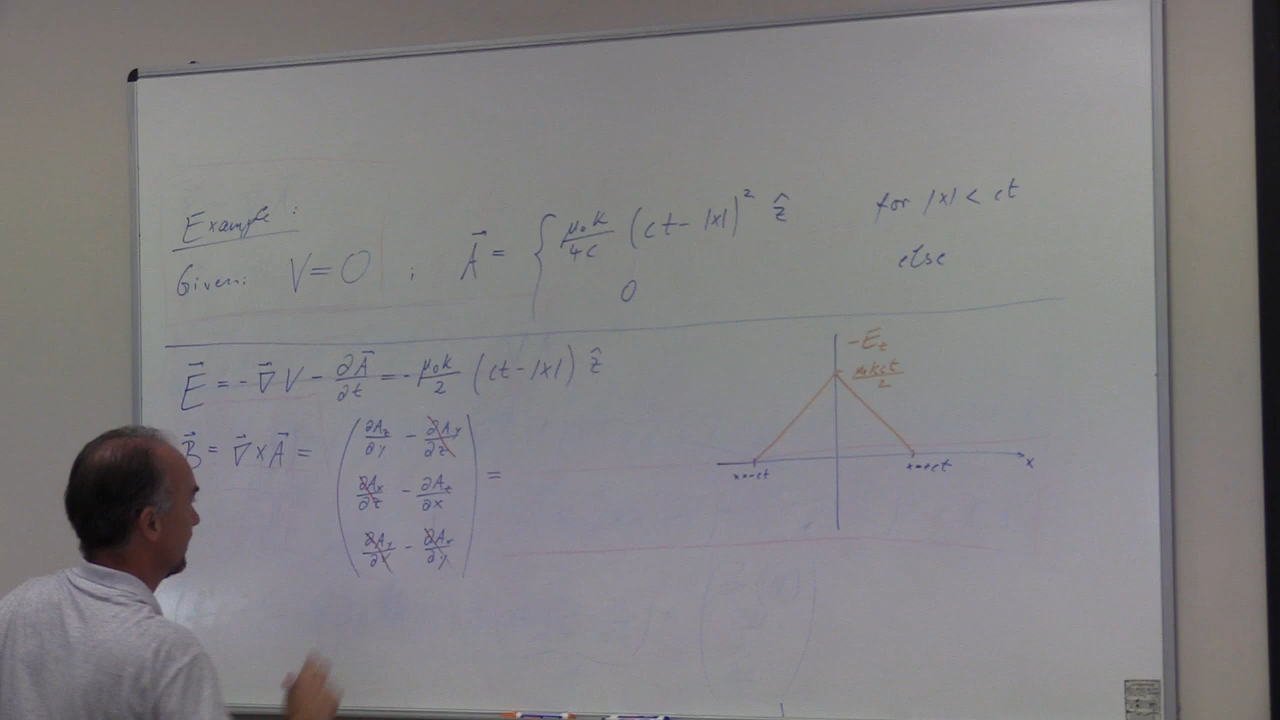 Example:
Given: V = 0 ; A⃗ = { μ₀k/4c (ct - |x|)² ẑ for |x| < ct
0 else
E⃗ = -∇⃗V - ∂A⃗/∂t = - μ₀k/2 (ct - |x|) ẑ
B⃗ = ∇⃗ × A⃗ = ( ∂A_z/∂y - ∂A_y/∂z
∂A_x/∂z - ∂A_z/∂x
∂A_y/∂x - ∂A_x/∂y ) =
-E_z
μ₀kct/2
x=-ct
x=+ct
x